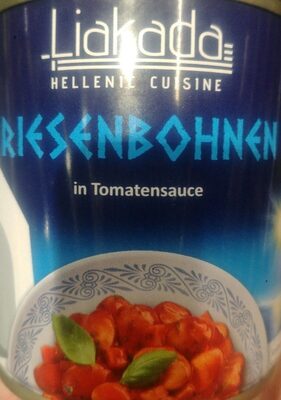 Liakada
HELLENIC CUISINE
RIESENBOHNEN
in Tomatensauce